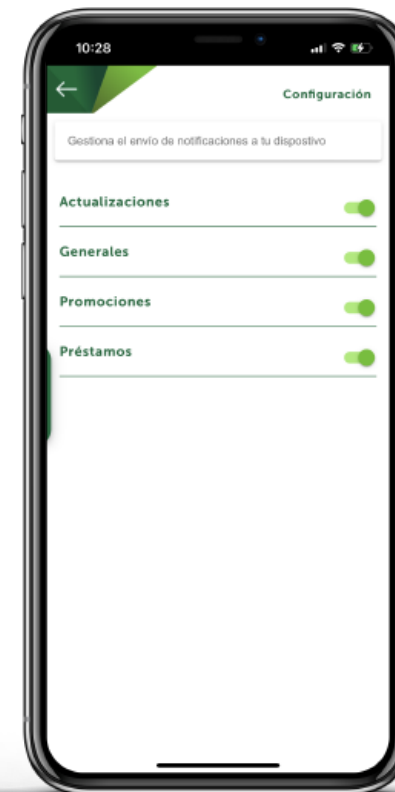 10:28
Configuración
Gestiona el envío de notificaciones a tu dispostivo
Actualizaciones
Generales
Promociones
Préstamos